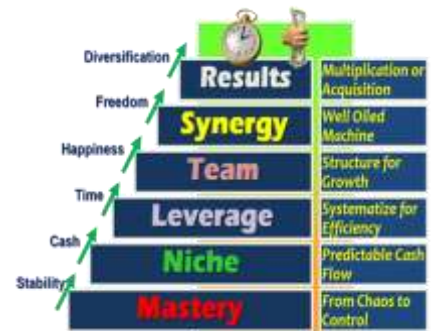 Diversification
Results
Multiplication or
Acquisition
Freedom
Synergy
Well Oiled
Machine
Happiness
Team
Structure for
Growth
Time
Leverage
Systematize for
Efficiency
Cash
Niche
Predictable Cash
Flow
Stability
Mastery
From Chaos to
Control